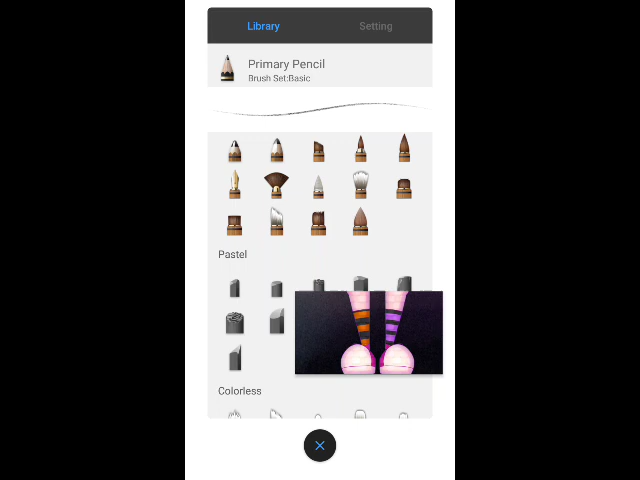 Library
Setting
Primary Pencil
Brush Set:Basic
Pastel
Colorless